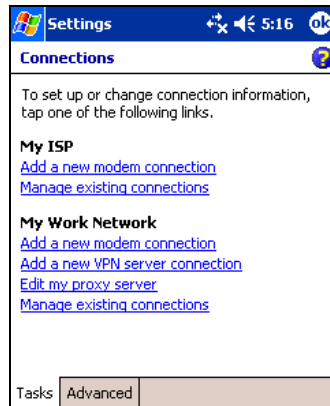 Settings 5:16 ok
Connections ?
To set up or change connection information,
tap one of the following links.
My ISP
Add a new modem connection
Manage existing connections
My Work Network
Add a new modem connection
Add a new VPN server connection
Edit my proxy server
Manage existing connections
Tasks Advanced